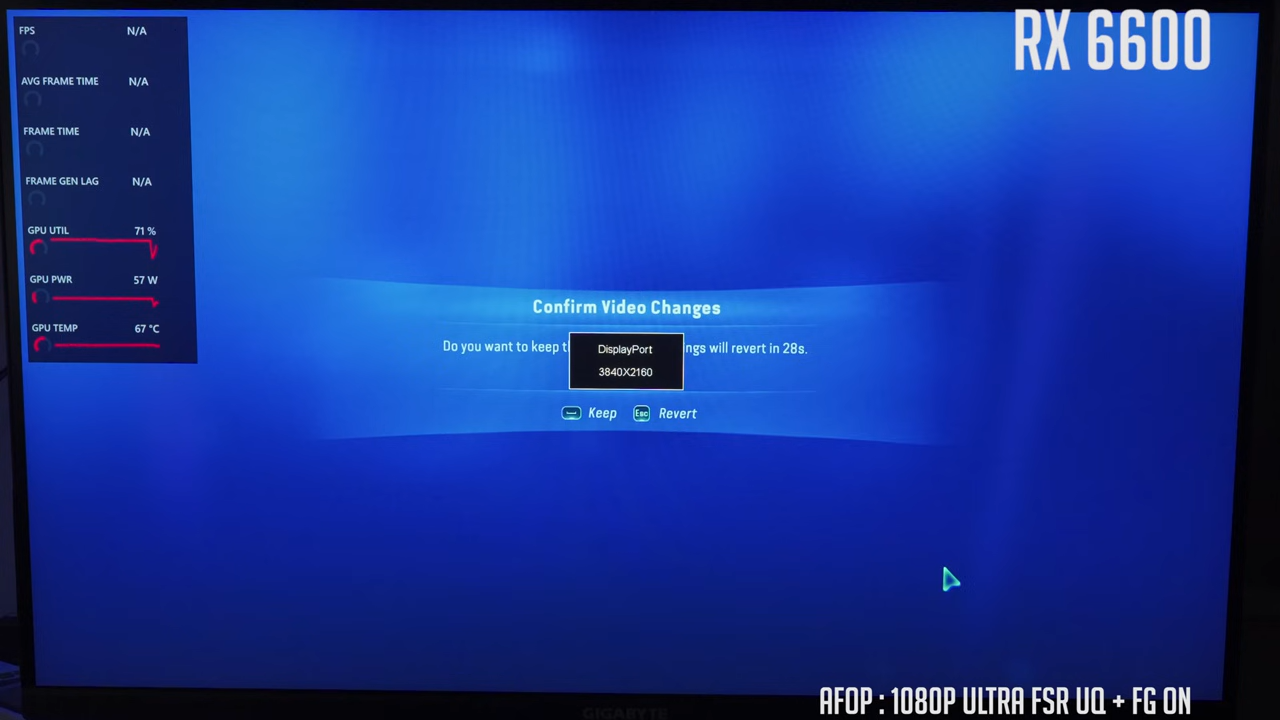 RX 6600
FPS N/A
AVG FRAME TIME N/A
FRAME TIME N/A
FRAME GEN LAG N/A
GPU UTIL 71 %
GPU PWR 57 W
GPU TEMP 67 °C
Confirm Video Changes
Do you want to keep ngs will revert in 28s.
DisplayPort
3840X2160
Keep Esc Revert
AFOP : 1080P ULTRA FSR UQ + FG ON
GIGABYTE